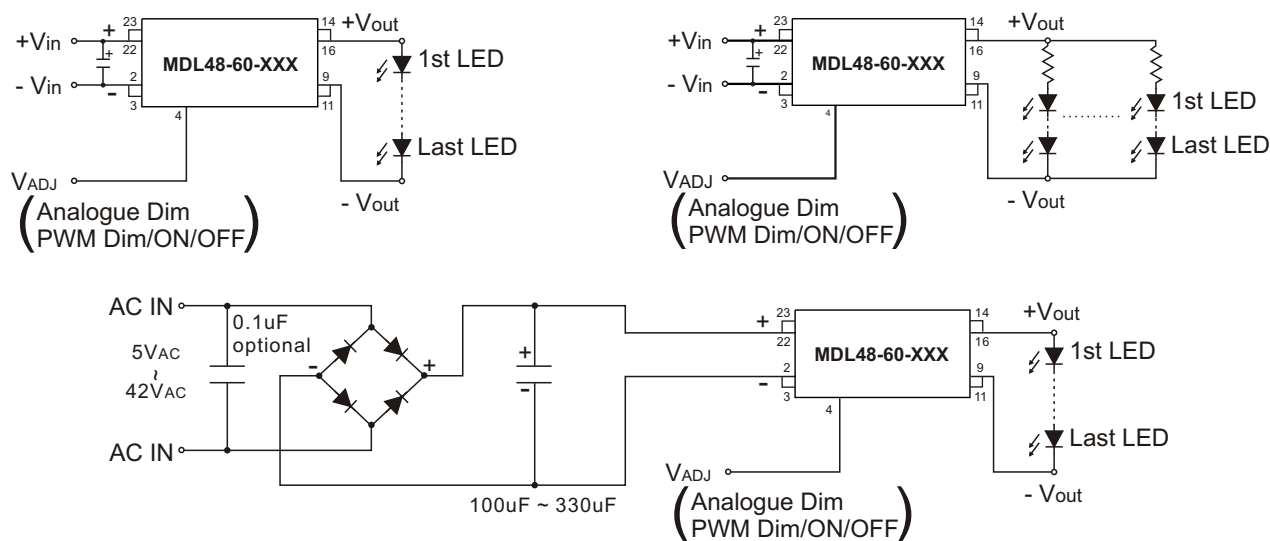 +Vin
- Vin
+
-
+
23
22
2
3
4
MDL48-60-XXX
14
16
9
11
+Vout
1st LED
Last LED
- Vout
VADJ
(Analogue Dim
PWM Dim/ON/OFF)
+Vin
- Vin
+
-
+
23
22
2
3
4
MDL48-60-XXX
14
16
9
11
+Vout
1st LED
Last LED
- Vout
VADJ
(Analogue Dim
PWM Dim/ON/OFF)
AC IN
0.1uF
optional
5VAC
~
42VAC
AC IN
-
+
+
-
100uF ~ 330uF
+
-
23
22
2
3
4
MDL48-60-XXX
14
16
9
11
+Vout
1st LED
Last LED
- Vout
VADJ
(Analogue Dim
PWM Dim/ON/OFF)